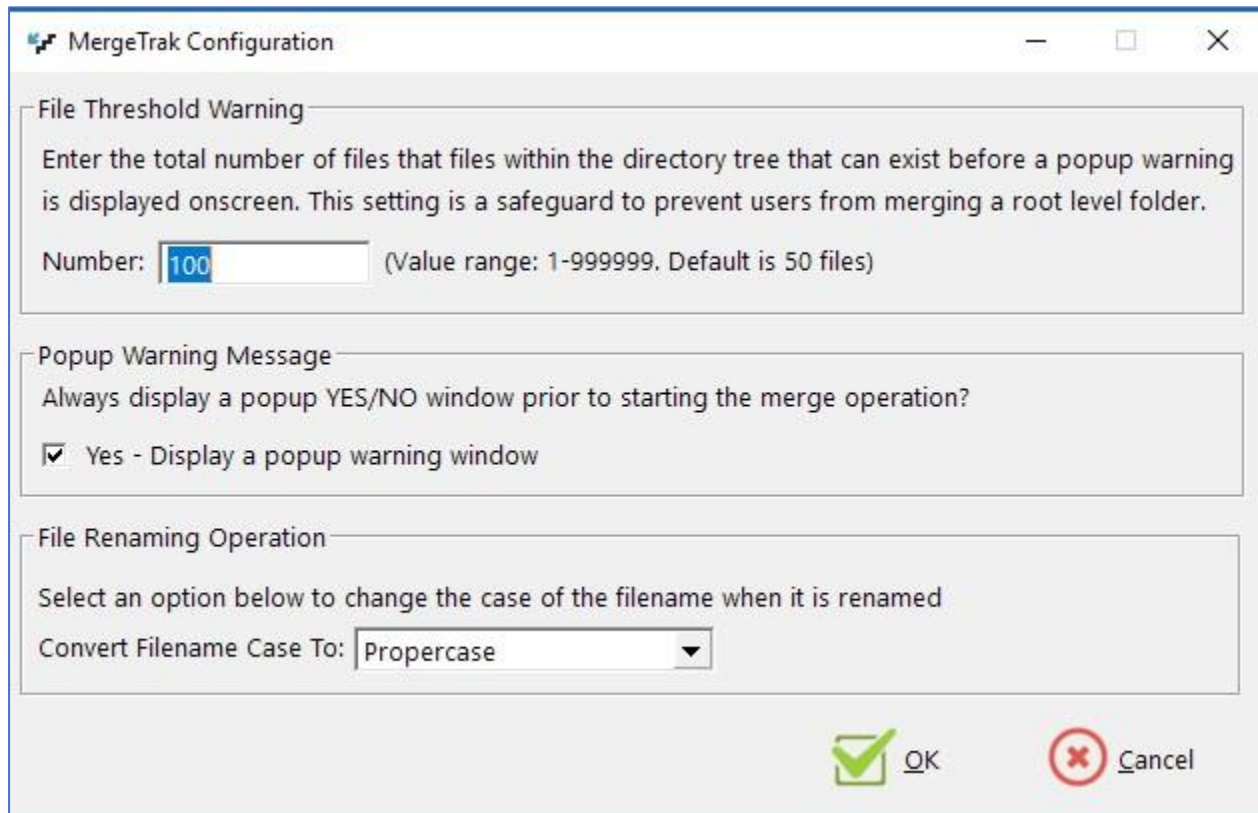 MergeTrak Configuration
File Threshold Warning
Enter the total number of files that files within the directory tree that can exist before a popup warning
is displayed onscreen. This setting is a safeguard to prevent users from merging a root level folder.
Number: 100 (Value range: 1-999999. Default is 50 files)
Popup Warning Message
Always display a popup YES/NO window prior to starting the merge operation?
Yes - Display a popup warning window
File Renaming Operation
Select an option below to change the case of the filename when it is renamed
Convert Filename Case To: Propercase
OK Cancel